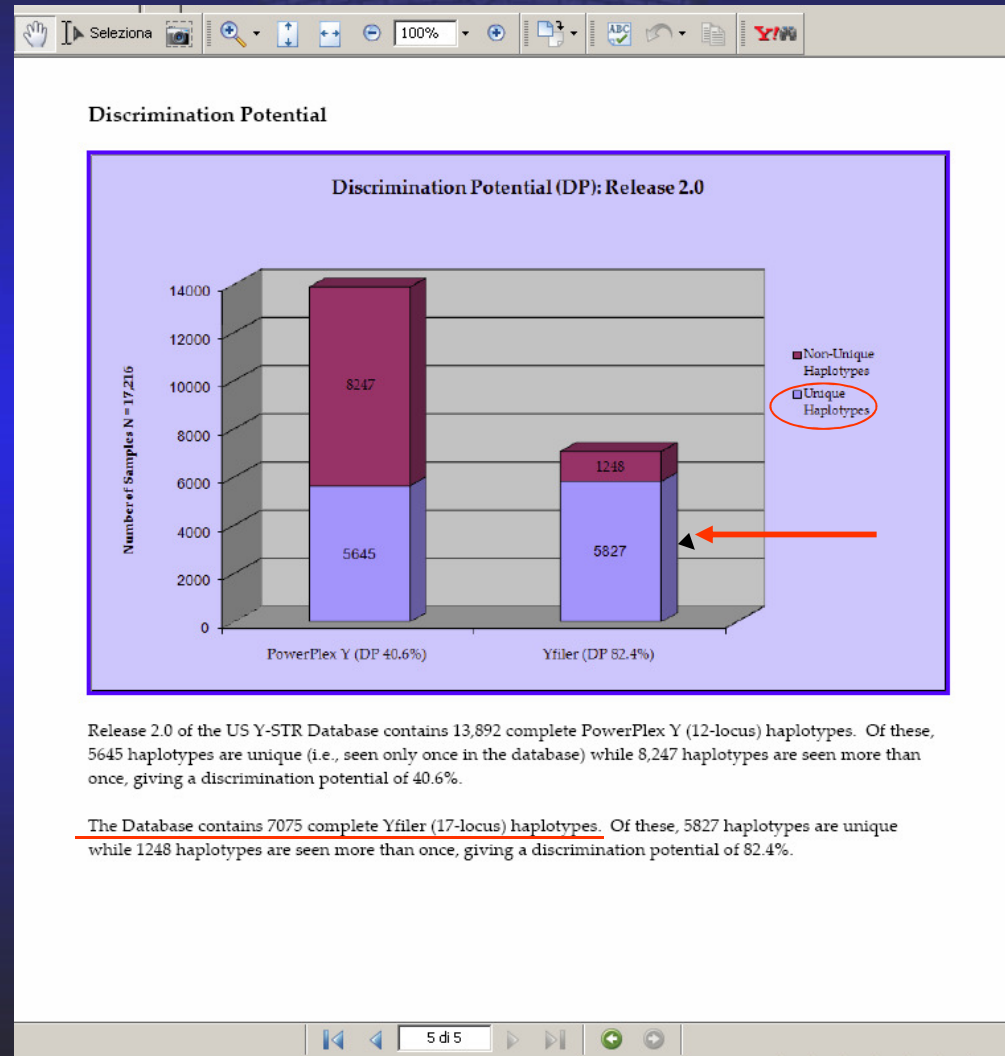 Seleziona
100%
ABC
Y!
Discrimination Potential
Discrimination Potential (DP): Release 2.0
Number of Samples N = 17,216
14000
12000
10000
8000
6000
4000
2000
0
8247
5645
1248
5827
PowerPlex Y (DP 40.6%)
Yfiler (DP 82.4%)
Non-Unique
Haplotypes
Unique
Haplotypes
Release 2.0 of the US Y-STR Database contains 13,892 complete PowerPlex Y (12-locus) haplotypes. Of these,
5645 haplotypes are unique (i.e., seen only once in the database) while 8,247 haplotypes are seen more than
once, giving a discrimination potential of 40.6%.
The Database contains 7075 complete Yfiler (17-locus) haplotypes. Of these, 5827 haplotypes are unique
while 1248 haplotypes are seen more than once, giving a discrimination potential of 82.4%.
5 di 5